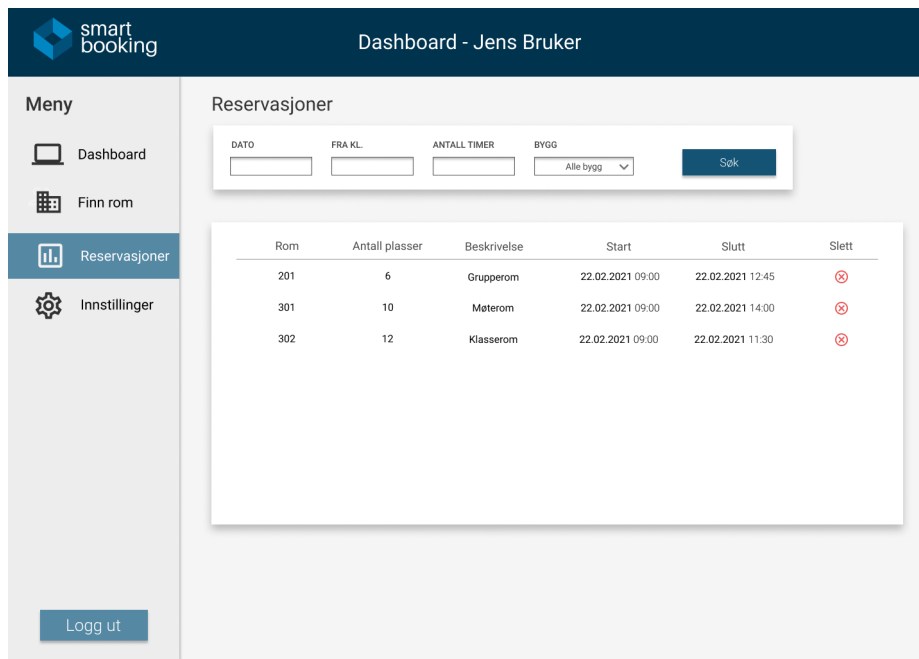 smart
booking
Dashboard - Jens Bruker
Meny
Dashboard
Finn rom
Reservasjoner
Innstillinger
Logg ut
Reservasjoner
DATO FRA KL. ANTALL TIMER BYGG
Alle bygg Søk
Rom Antall plasser Beskrivelse Start Slutt Slett
201 6 Grupperom 22.02.2021 09:00 22.02.2021 12:45
301 10 Møterom 22.02.2021 09:00 22.02.2021 14:00
302 12 Klasserom 22.02.2021 09:00 22.02.2021 11:30